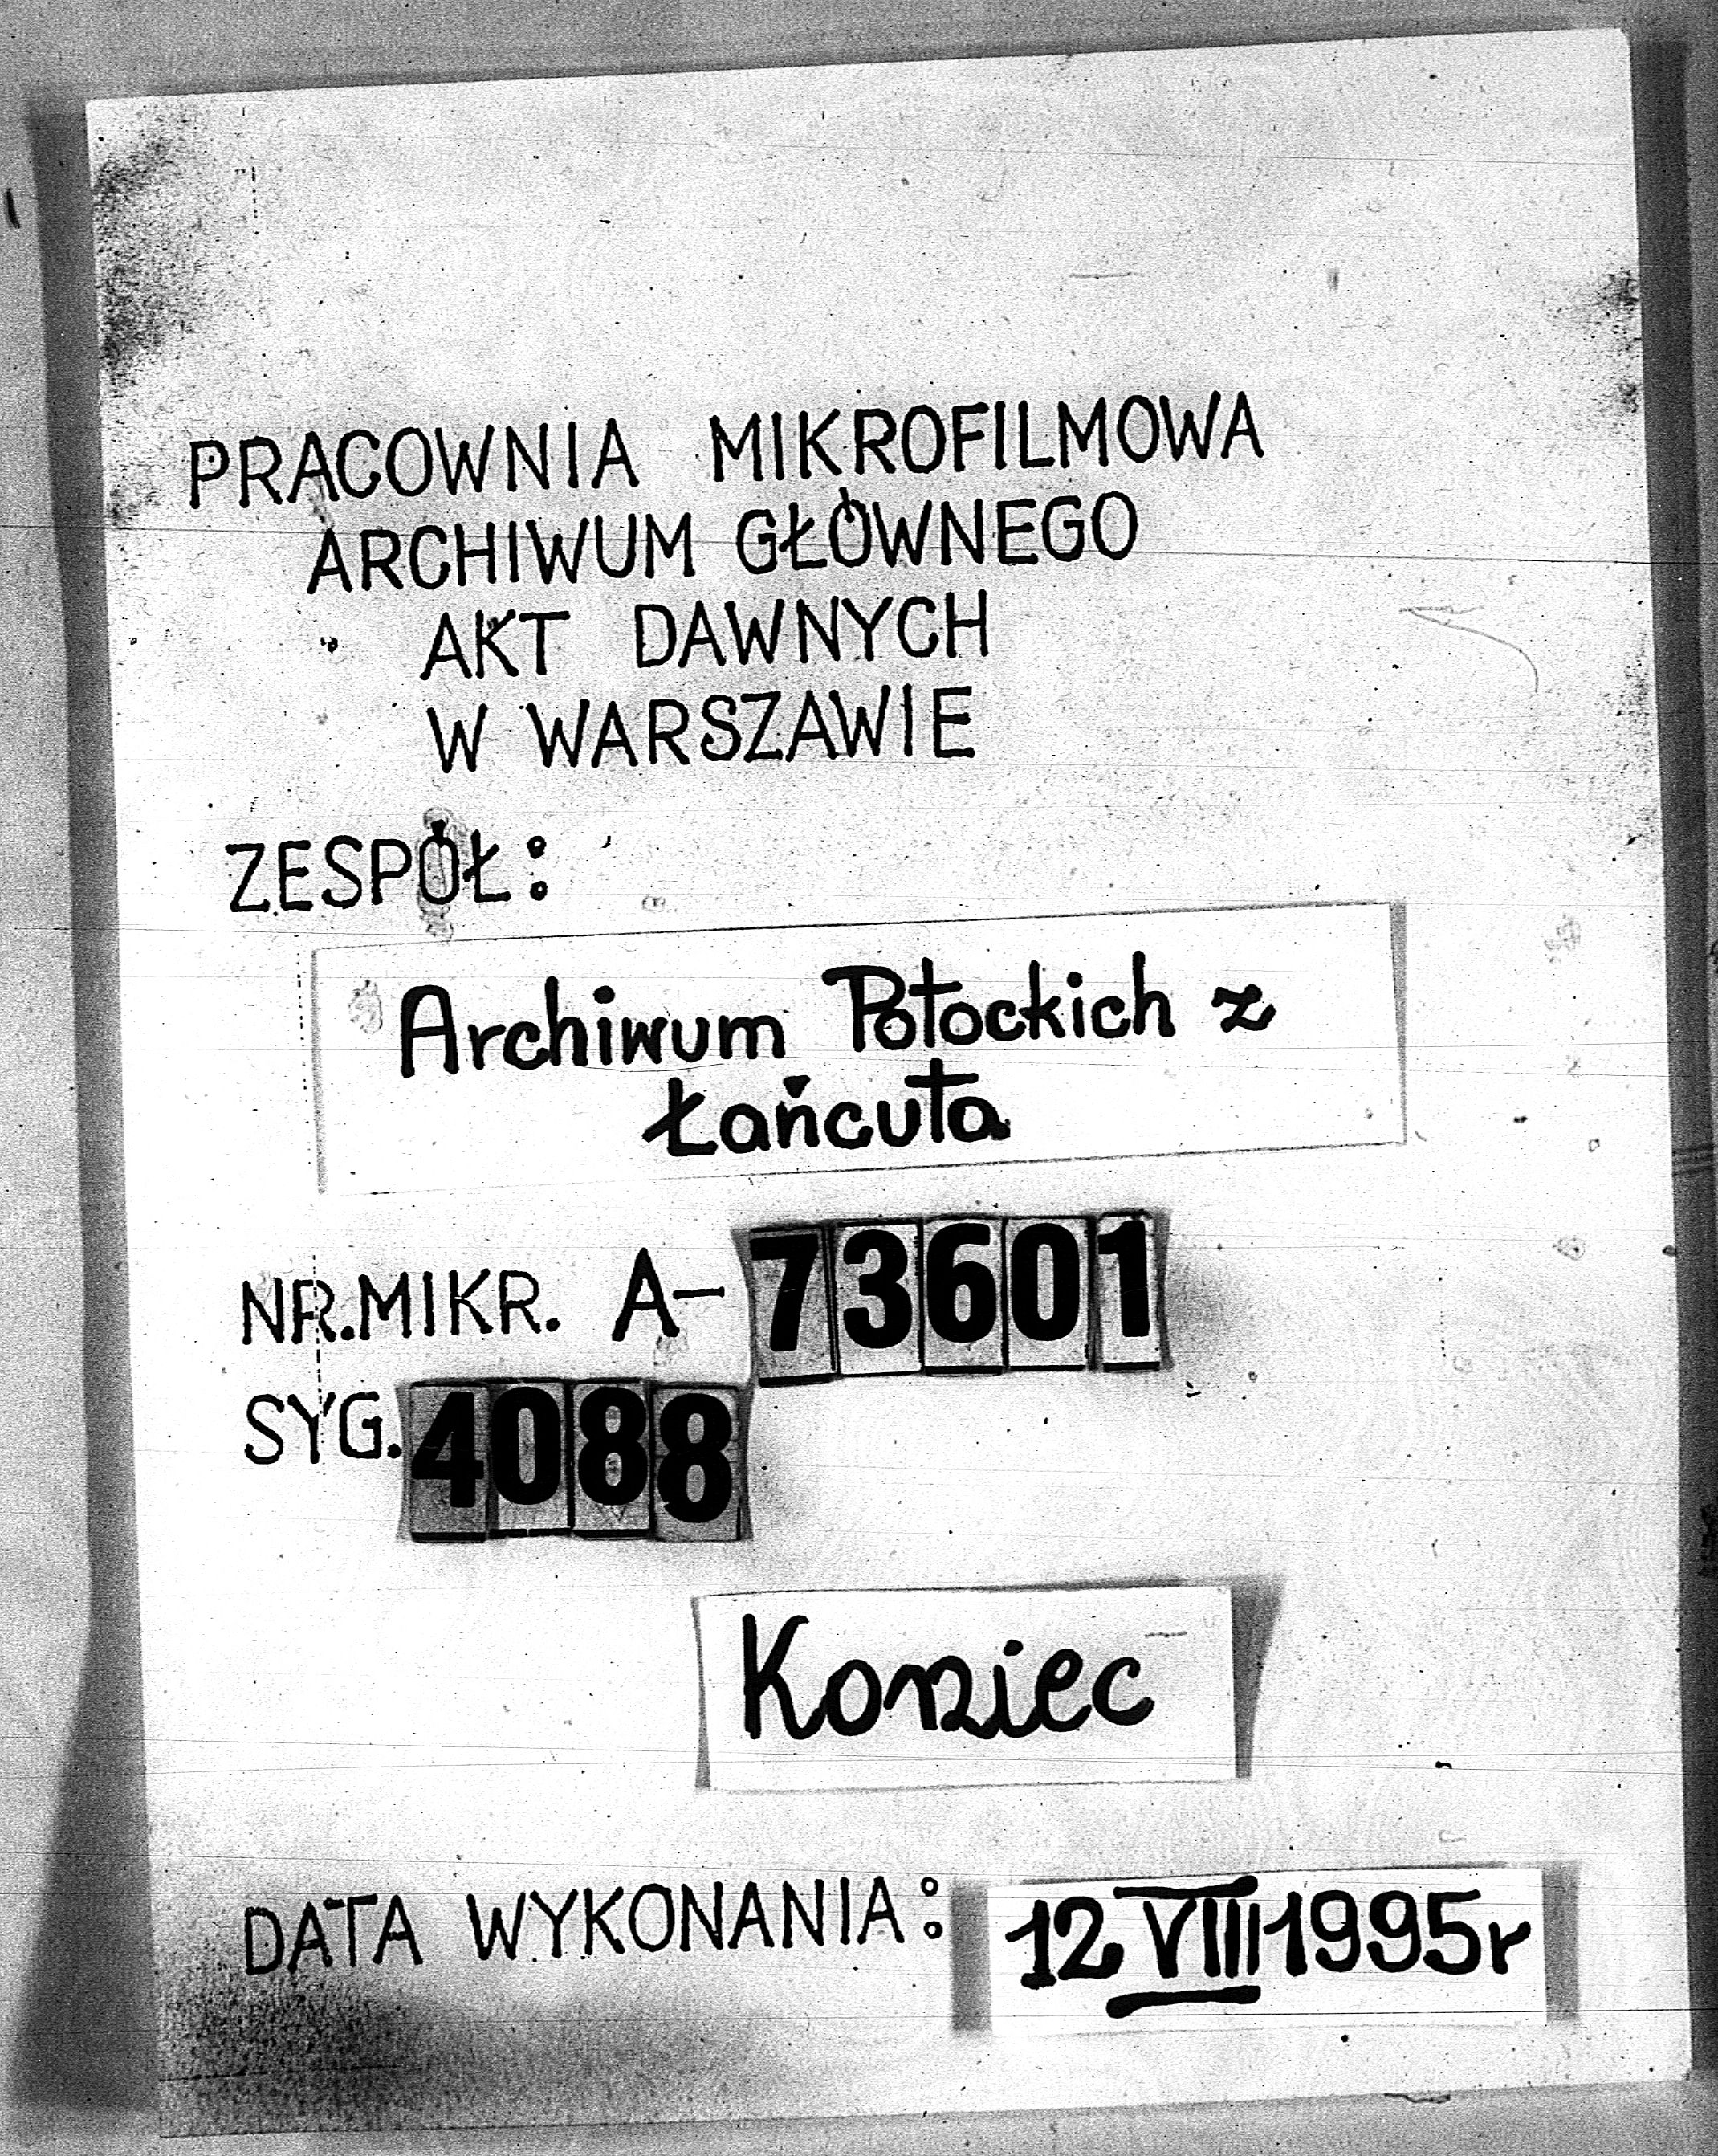 PRACOWNIA MIKROFILMOWA
ARCHIWUM GŁÓWNEGO
AKT DAWNYCH
W WARSZAWIE
ZESPÓŁ:
Archiwum Potockich z
Łańcuta
NR.MIKR. A-73601
SYG. 4088
Koniec
DATA WYKONANIA: 12 VIII 1995r